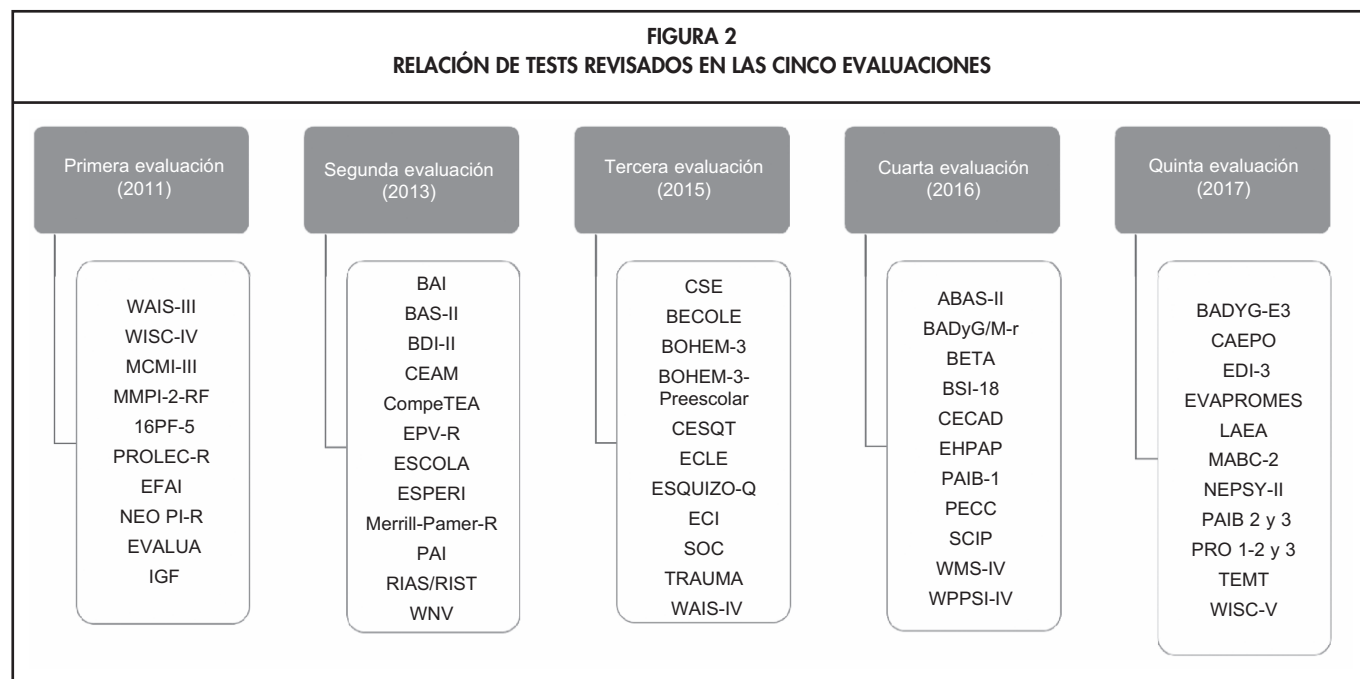 FIGURA 2
RELACIÓN DE TESTS REVISADOS EN LAS CINCO EVALUACIONES
Primera evaluación
(2011)
WAIS-III
WISC-IV
MCMI-III
MMPI-2-RF
16PF-5
PROLEC-R
EFAI
NEO PI-R
EVALUA
IGF
Segunda evaluación
(2013)
BAI
BAS-II
BDI-II
CEAM
CompeTEA
EPV-R
ESCOLA
ESPERI
Merrill-Pamer-R
PAI
RIAS/RIST
WNV
Tercera evaluación
(2015)
CSE
BECOLE
BOHEM-3
BOHEM-3-
Preescolar
CESQT
ECLE
ESQUIZO-Q
ECI
SOC
TRAUMA
WAIS-IV
Cuarta evaluación
(2016)
ABAS-II
BADyG/M-r
BETA
BSI-18
CECAD
EHPAP
PAIB-1
PECC
SCIP
WMS-IV
WPPSI-IV
Quinta evaluación
(2017)
BADYG-E3
CAEPO
EDI-3
EVAPROMES
LAEA
MABC-2
NEPSY-II
PAIB 2 y 3
PRO 1-2 y 3
TEMT
WISC-V